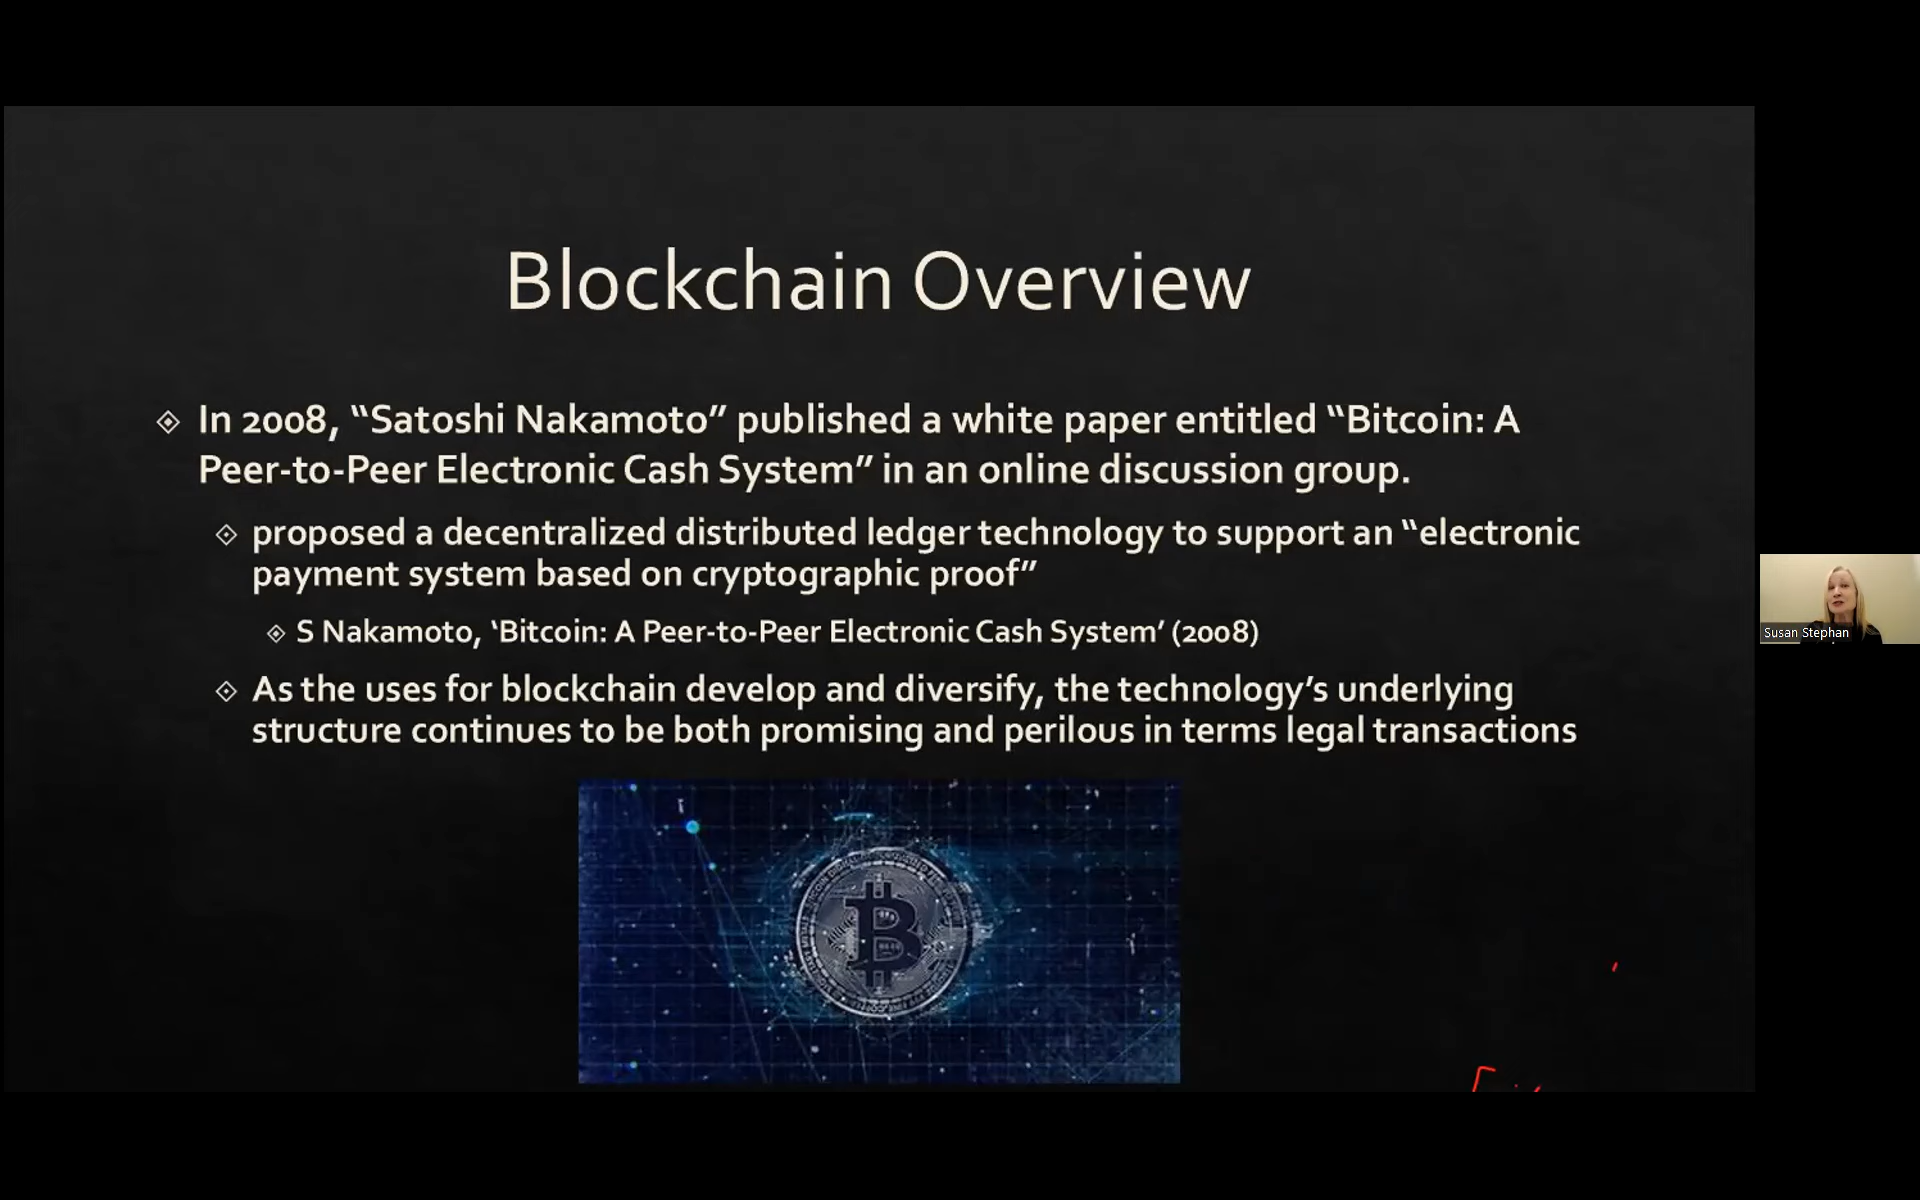 Blockchain Overview
In 2008, “Satoshi Nakamoto” published a white paper entitled “Bitcoin: A
Peer-to-Peer Electronic Cash System” in an online discussion group.
proposed a decentralized distributed ledger technology to support an “electronic
payment system based on cryptographic proof”
S Nakamoto, ‘Bitcoin: A Peer-to-Peer Electronic Cash System’ (2008)
As the uses for blockchain develop and diversify, the technology’s underlying
structure continues to be both promising and perilous in terms legal transactions
Susan Stephan